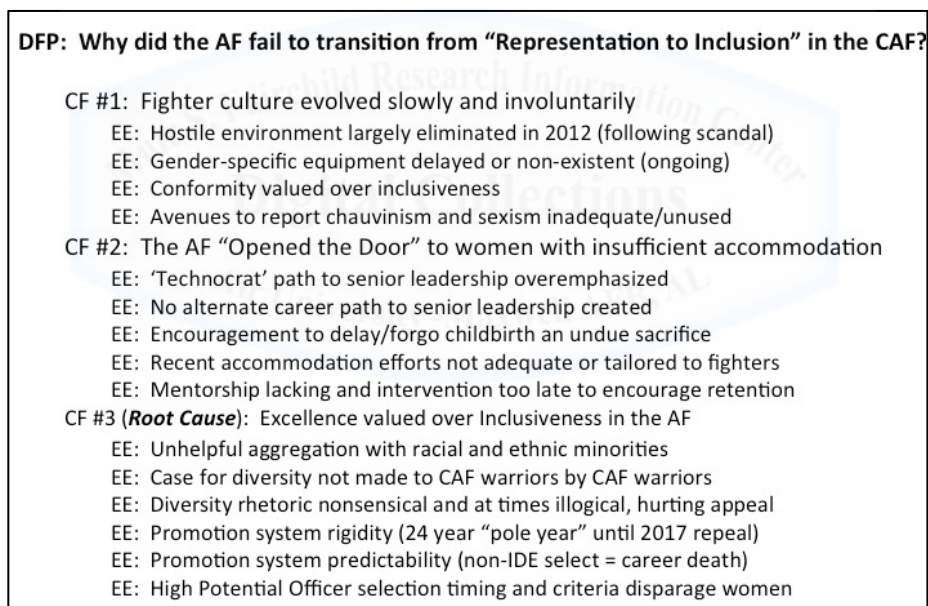 DFP: Why did the AF fail to transition from “Representation to Inclusion” in the CAF?
CF #1: Fighter culture evolved slowly and involuntarily
EE: Hostile environment largely eliminated in 2012 (following scandal)
EE: Gender-specific equipment delayed or non-existent (ongoing)
EE: Conformity valued over inclusiveness
EE: Avenues to report chauvinism and sexism inadequate/unused
CF #2: The AF “Opened the Door” to women with insufficient accommodation
EE: ‘Technocrat’ path to senior leadership overemphasized
EE: No alternate career path to senior leadership created
EE: Encouragement to delay/forgo childbirth an undue sacrifice
EE: Recent accommodation efforts not adequate or tailored to fighters
EE: Mentorship lacking and intervention too late to encourage retention
CF #3 (Root Cause): Excellence valued over Inclusiveness in the AF
EE: Unhelpful aggregation with racial and ethnic minorities
EE: Case for diversity not made to CAF warriors by CAF warriors
EE: Diversity rhetoric nonsensical and at times illogical, hurting appeal
EE: Promotion system rigidity (24 year “pole year” until 2017 repeal)
EE: Promotion system predictability (non-IDE select = career death)
EE: High Potential Officer selection timing and criteria disparage women
Research Information Center
Digital Collections